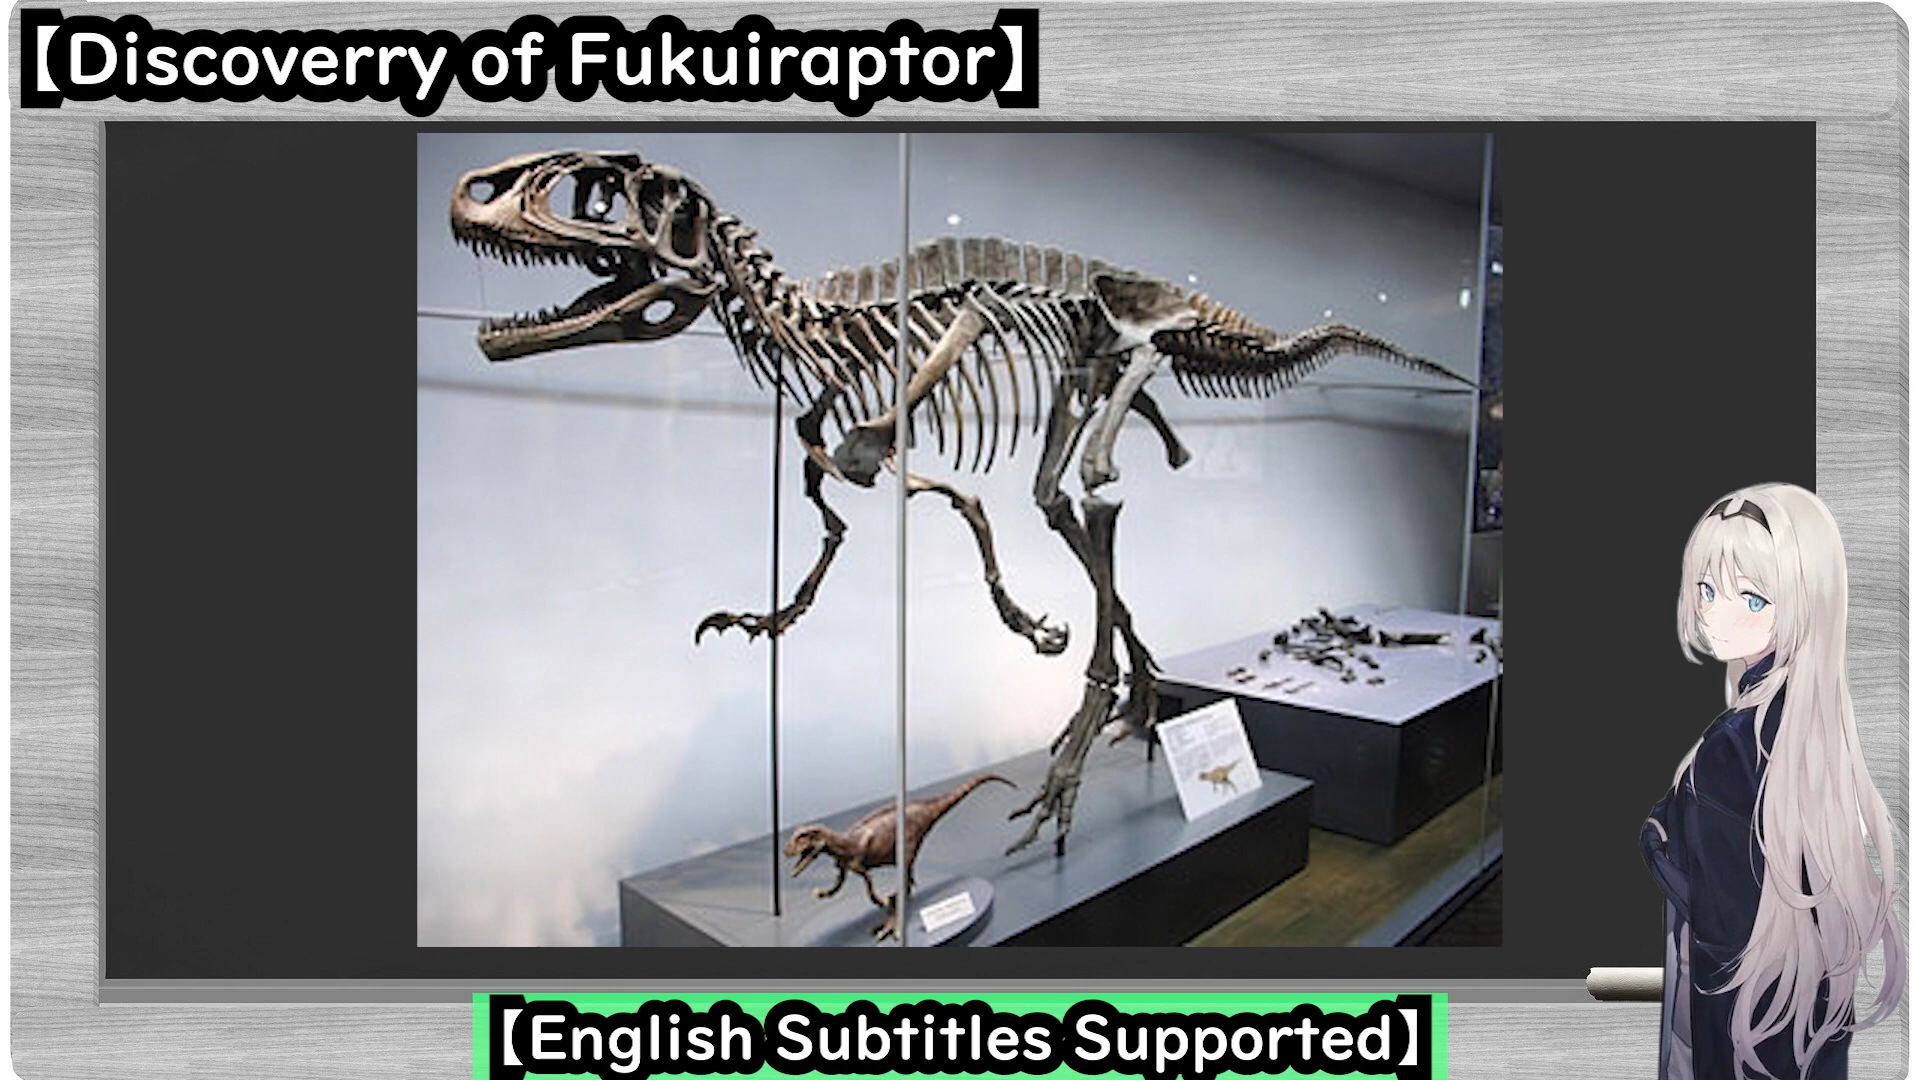 【Discoverry of Fukuiraptor】
【English Subtitles Supported】